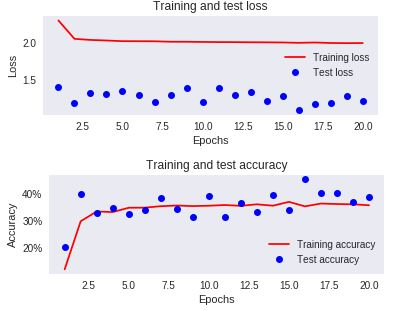 Training and test loss
2.0
1.5
Loss
Training loss
Test loss
2.5 5.0 7.5 10.0 12.5 15.0 17.5 20.0
Epochs
Training and test accuracy
40%
30%
20%
Accuracy
Training accuracy
Test accuracy
2.5 5.0 7.5 10.0 12.5 15.0 17.5 20.0
Epochs